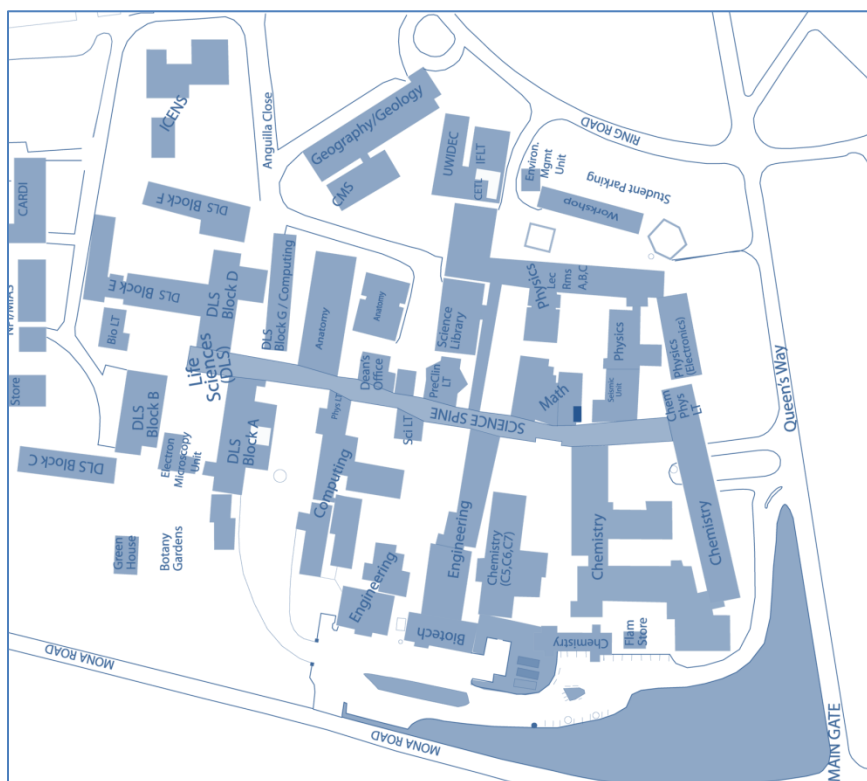 ICENS
Anguilla Close
Geography/Geology
CMS
UWIDEC
IFLT
CETL
RING ROAD
Environ.
Mgmt
Unit
Student Parking
Workshop
CARDI
DLS Block F
DLS Block E
DLS
Block D
DLS
Block G / Computing
Anatomy
Anatomy
Science
Library
Physics
Lec
Rms
A,B,C
Physics
Physics
(Electronics)
Queen's Way
Bio LT
Life
Sciences
(DLS)
Dean's
Office
PreClin
LT
Math
Seismic
Unit
Chem
Phys
LT
Store
DLS
Block B
Phys LT
Sci LT
SCIENCE SPINE
DLS Block C
Electron
Microscopy
Unit
DLS
Block A
Computing
Engineering
Chemistry
(C5,C6,C7)
Chemistry
Chemistry
Green
House
Botany
Gardens
Engineering
Biotech
Chemistry
Flam
Store
MONA ROAD
MONA ROAD
MAIN GATE